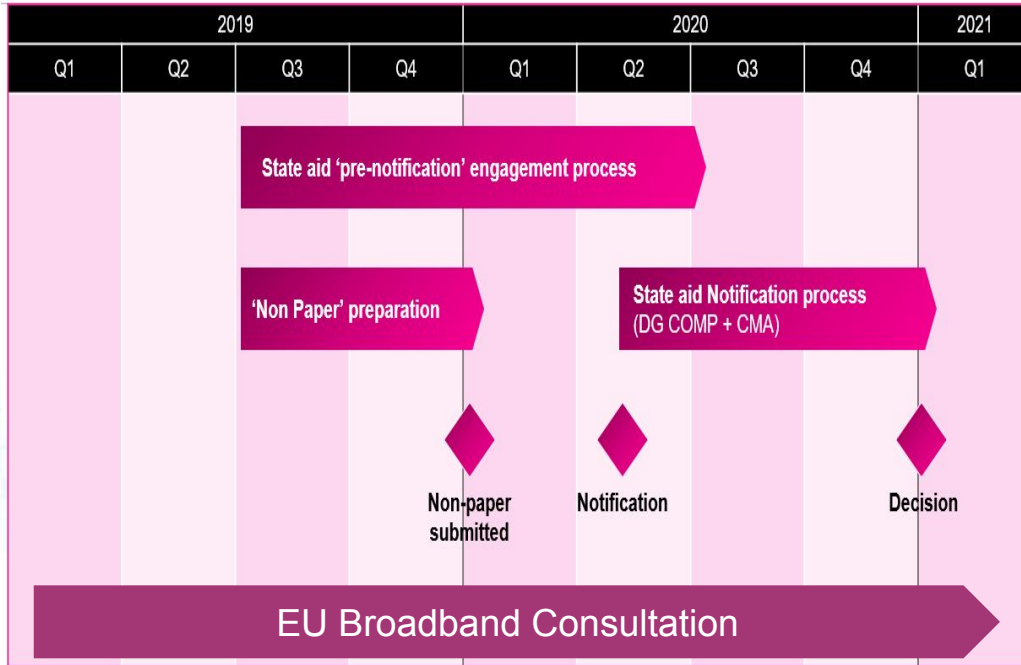 2019 2020 2021
Q1 Q2 Q3 Q4 Q1 Q2 Q3 Q4 Q1
State aid ‘pre-notification’ engagement process
‘Non Paper’ preparation
State aid Notification process
(DG COMP + CMA)
Non-paper
submitted
Notification
Decision
EU Broadband Consultation